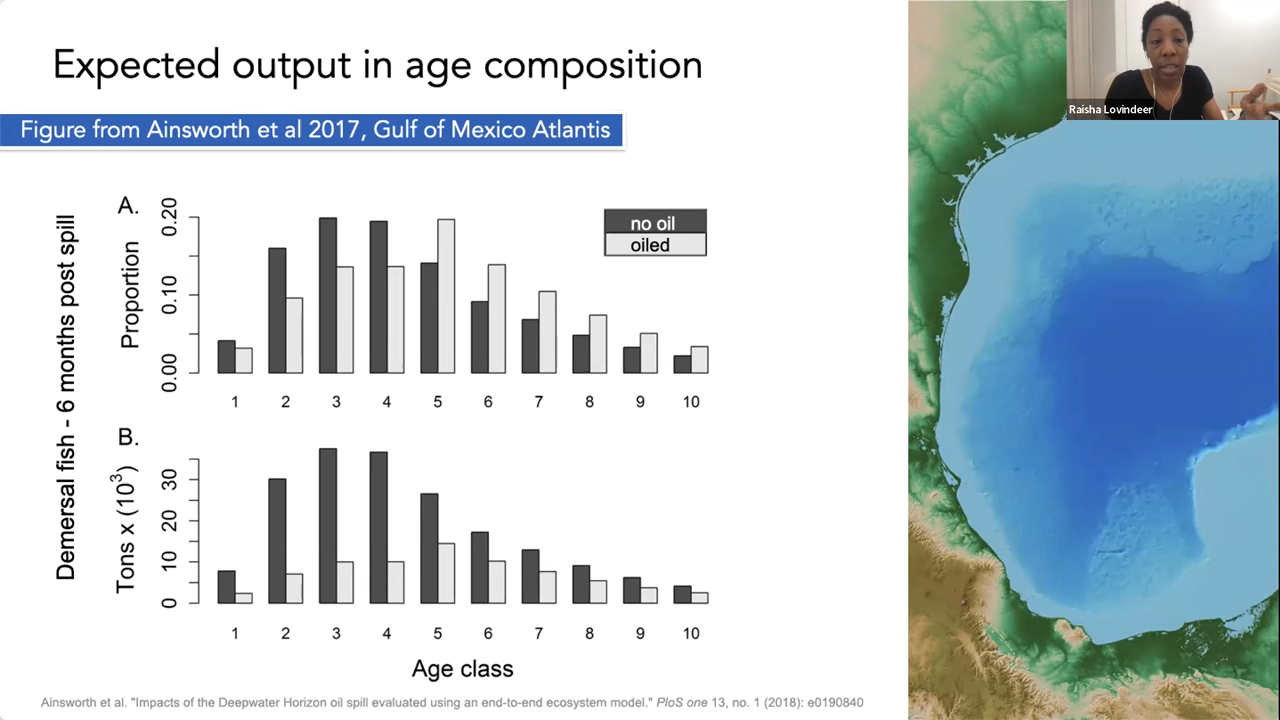 Expected output in age composition
Raisha Lovindeer
Figure from Ainsworth et al 2017, Gulf of Mexico Atlantis
Demersal fish - 6 months post spill
A.
Proportion
0.20
0.10
0.00
no oil
oiled
1 2 3 4 5 6 7 8 9 10
B.
Tons x (10³)
30
20
10
0
1 2 3 4 5 6 7 8 9 10
Age class
Ainsworth et al. "Impacts of the Deepwater Horizon oil spill evaluated using an end-to-end ecosystem model." PloS one 13, no. 1 (2018): e0190840